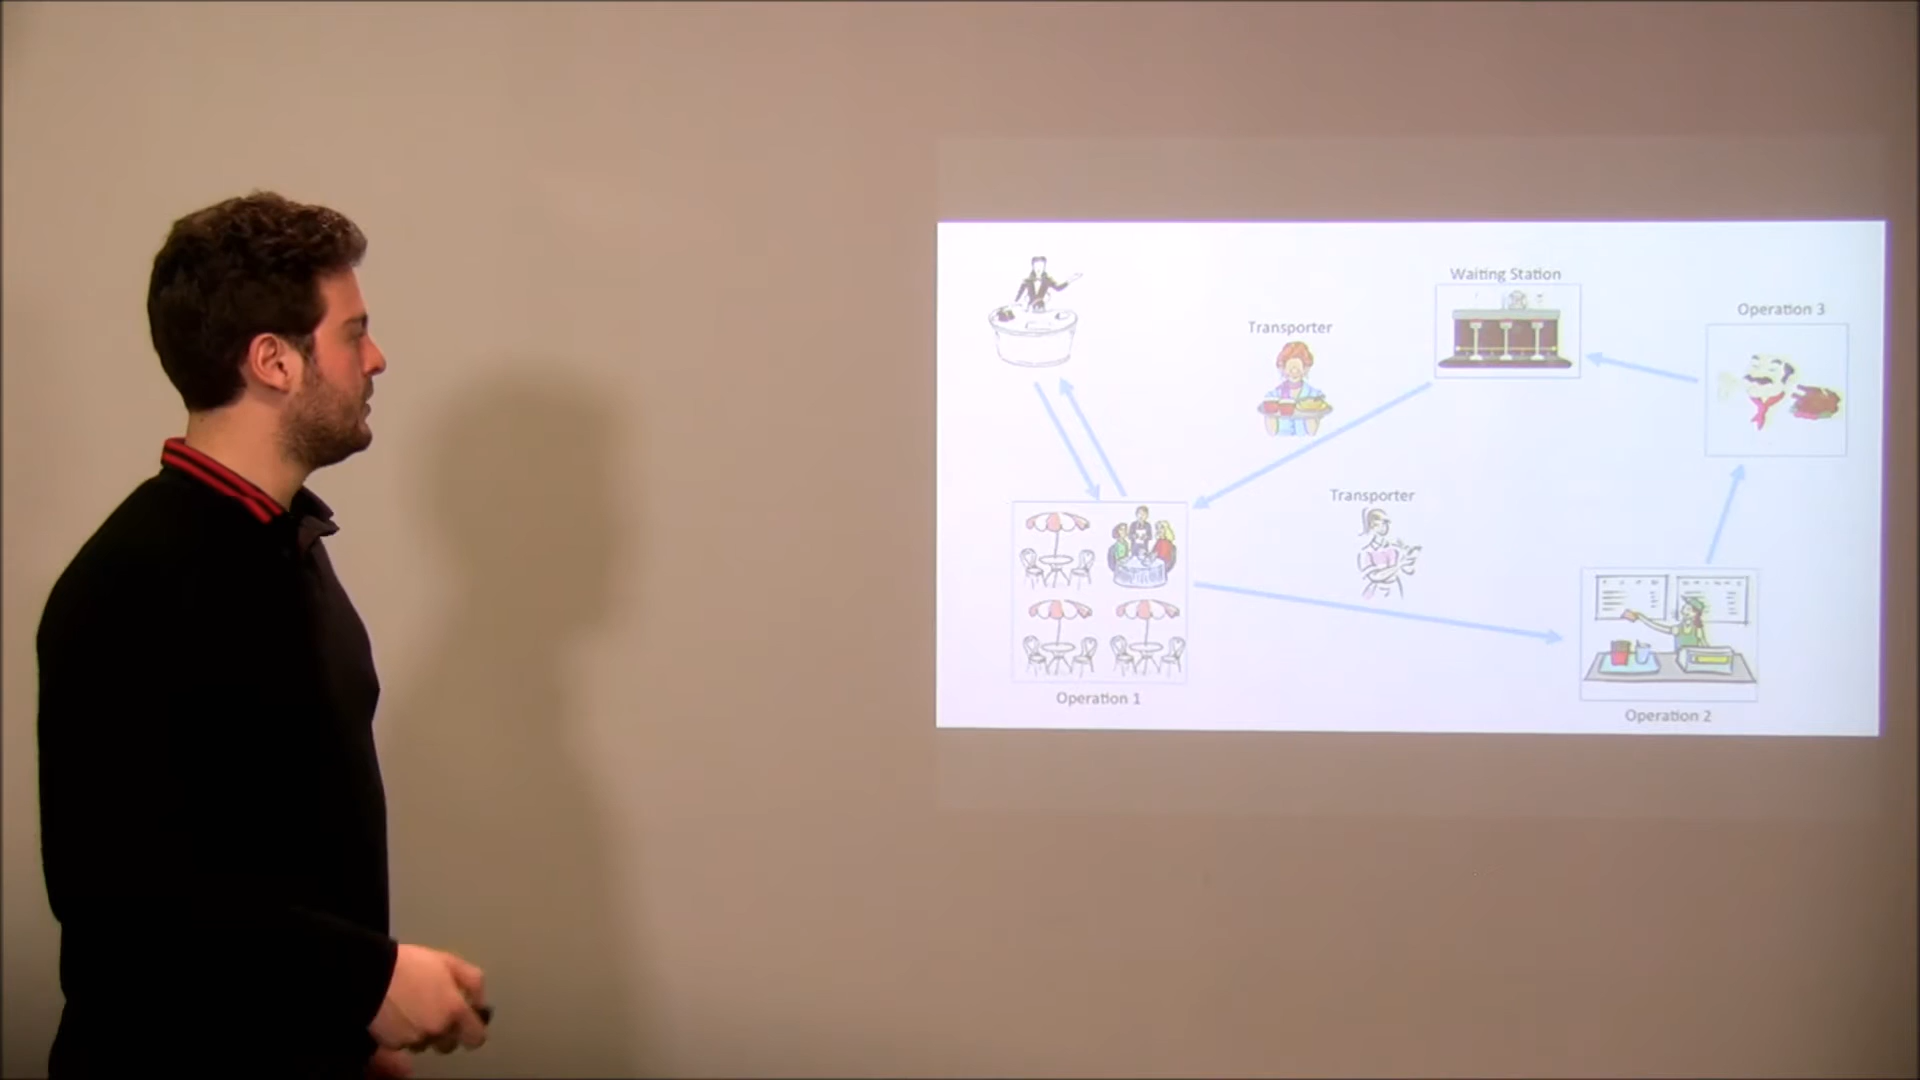 Waiting Station
Operation 3
Transporter
Transporter
Operation 1
Operation 2